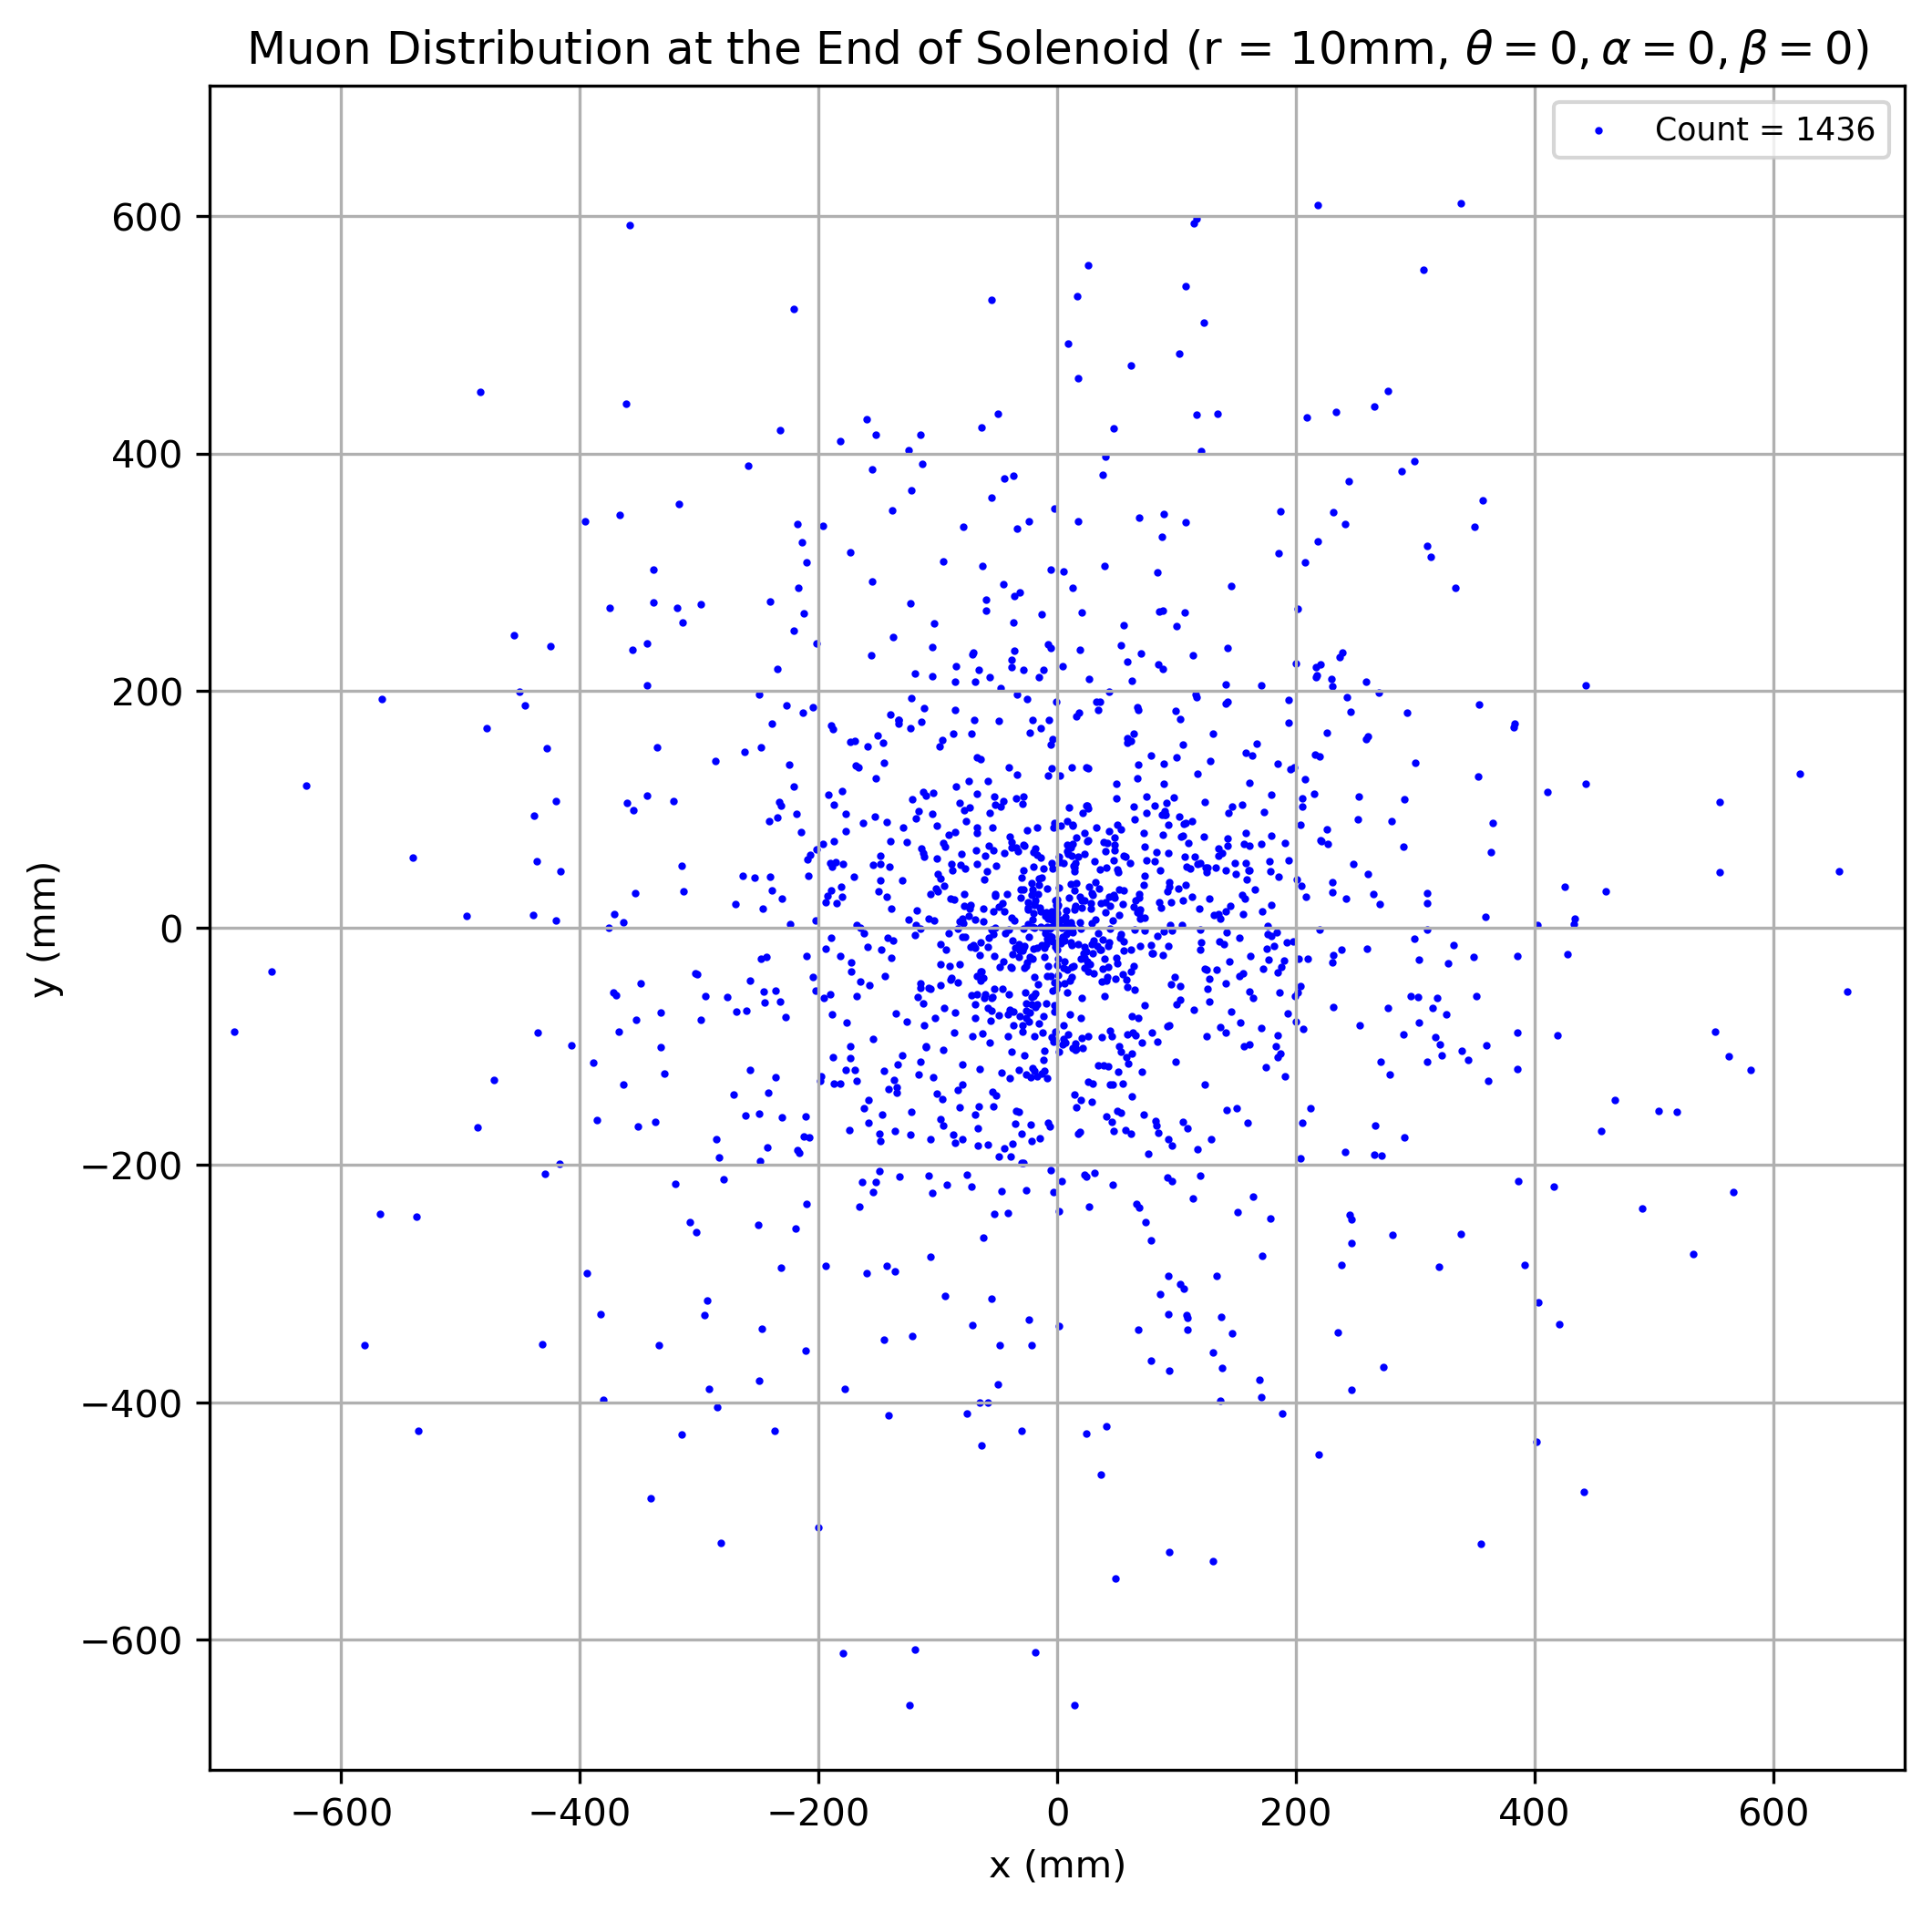 Muon Distribution at the End of Solenoid (r = 10mm, θ = 0, α = 0, β = 0)
Count = 1436
600
400
200
0
−200
−400
−600
y (mm)
−600 −400 −200 0 200 400 600
x (mm)